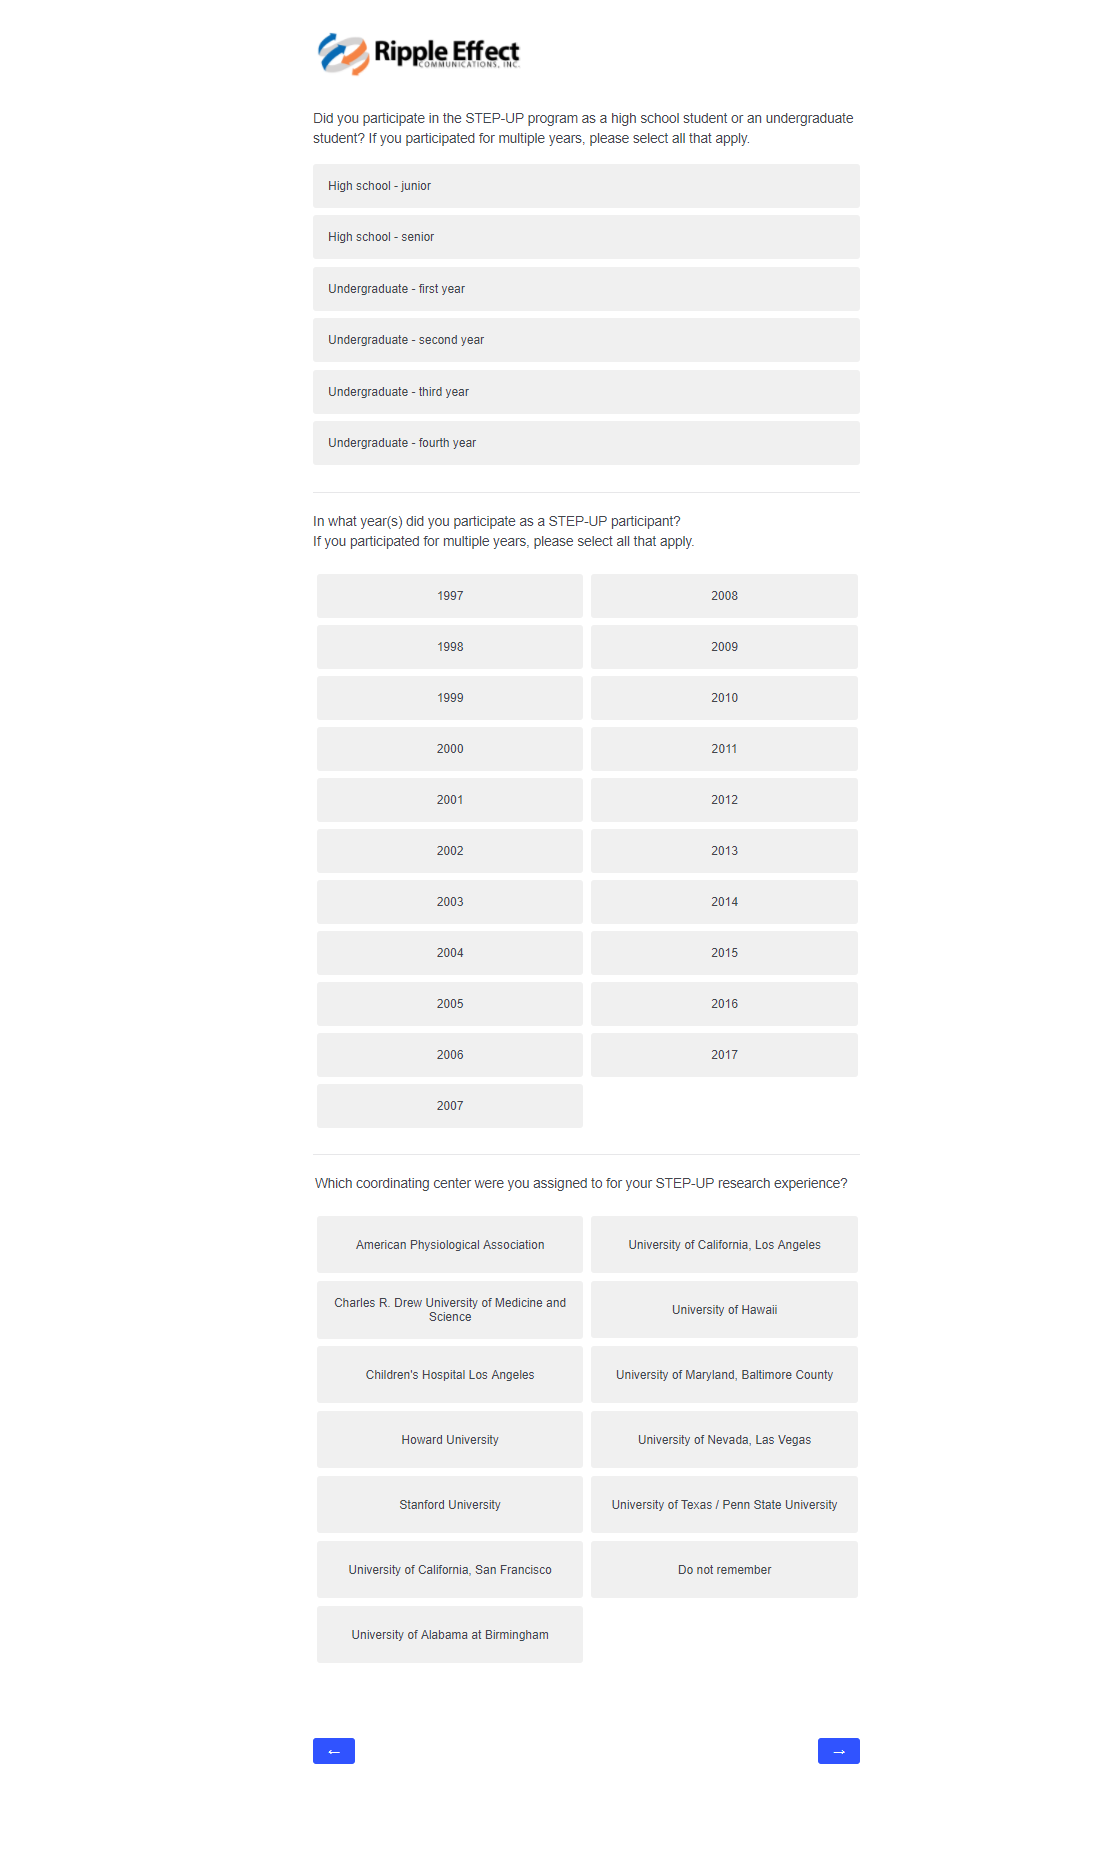 Ripple Effect
COMMUNICATIONS, INC.
Did you participate in the STEP-UP program as a high school student or an undergraduate
student? If you participated for multiple years, please select all that apply.
High school - junior
High school - senior
Undergraduate - first year
Undergraduate - second year
Undergraduate - third year
Undergraduate - fourth year
In what year(s) did you participate as a STEP-UP participant?
If you participated for multiple years, please select all that apply.
1997
2008
1998
2009
1999
2010
2000
2011
2001
2012
2002
2013
2003
2014
2004
2015
2005
2016
2006
2017
2007
Which coordinating center were you assigned to for your STEP-UP research experience?
American Physiological Association
University of California, Los Angeles
Charles R. Drew University of Medicine and
Science
University of Hawaii
Children's Hospital Los Angeles
University of Maryland, Baltimore County
Howard University
University of Nevada, Las Vegas
Stanford University
University of Texas / Penn State University
University of California, San Francisco
Do not remember
University of Alabama at Birmingham
← →